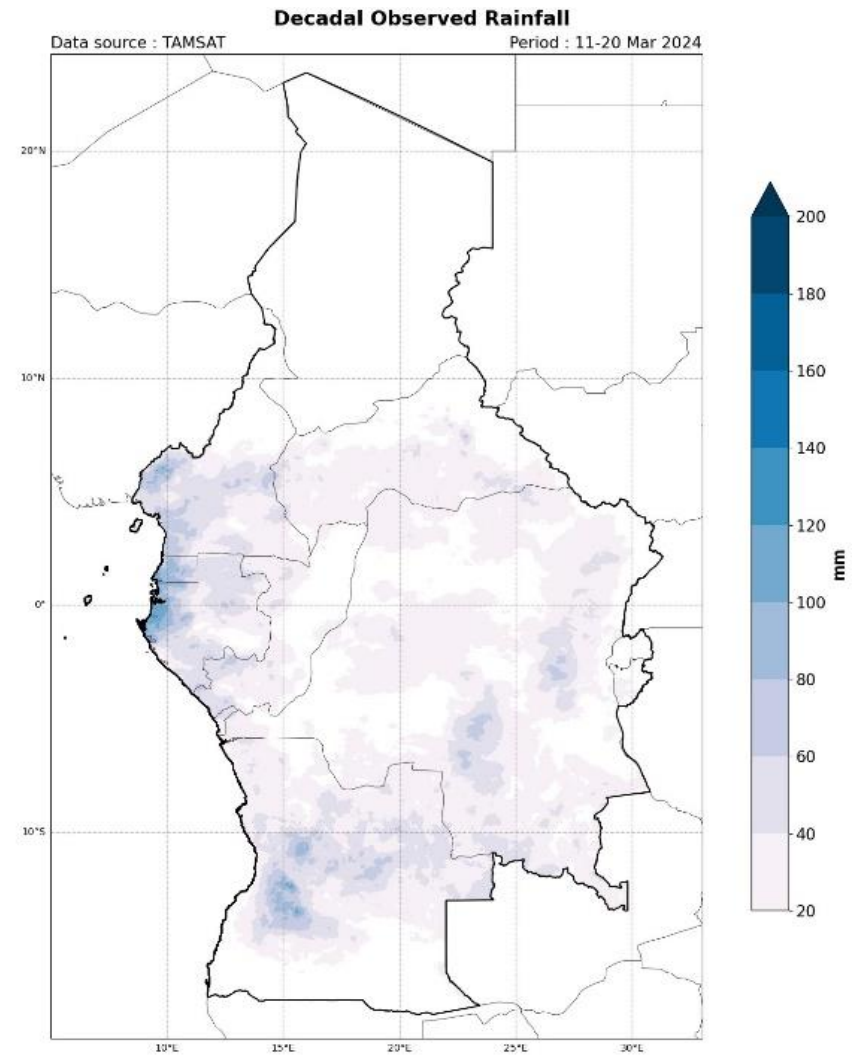 Decadal Observed Rainfall
Data source : TAMSAT Period : 11-20 Mar 2024
20°N
10°N
0°
10°S
10°E 15°E 20°E 25°E 30°E
200
180
160
140
120
100
80
60
40
20
mm